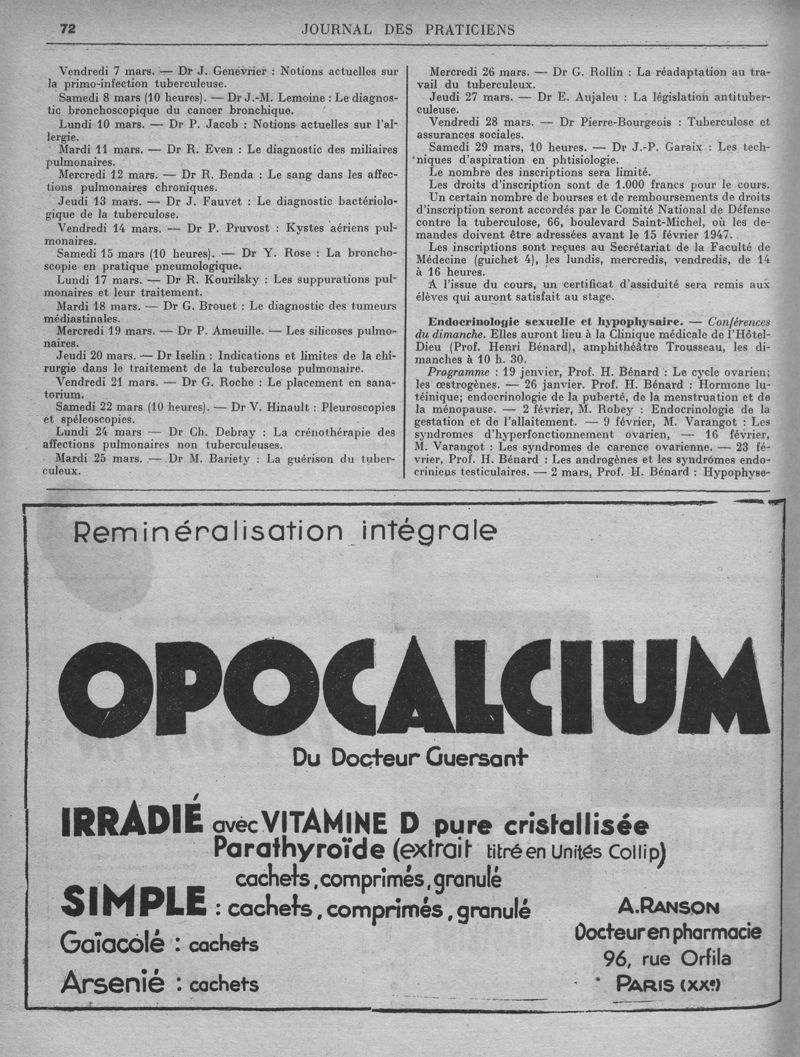 72
JOURNAL DES PRATICIENS
Vendredi 7 mars. — Dr J. Genévrier : Notions actuelles sur
la primo-infection tuberculeuse.
Samedi 8 mars (10 heures). — Dr J.-M. Lemoine : Le diagnos-
tic bronchoscopique du cancer bronchique.
Lundi 10 mars. — Dr P. Jacob : Notions actuelles sur l'al-
lergie.
Mardi 11 mars. — Dr R. Even : Le diagnostic des miliaires
pulmonaires.
Mercredi 12 mars. — Dr R. Benda : Le sang dans les affec-
tions pulmonaires chroniques.
Jeudi 13 mars. — Dr J. Fauvet : Le diagnostic bactériolo-
gique de la tuberculose.
Vendredi 14 mars. — Dr P. Pruvost : Kystes aériens pul-
monaires.
Samedi 15 mars (10 heures). — Dr Y. Rose : La broncho-
scopie en pratique pneumologique.
Lundi 17 mars. — Dr R. Kourilsky : Les suppurations pul-
monaires et leur traitement.
Mardi 18 mars. — Dr G. Brouet : Le diagnostic des tumeurs
médiastinales.
Mercredi 19 mars. — Dr P. Ameuille. — Les silicoses pulmo-
naires.
Jeudi 20 mars. — Dr Iselin : Indications et limites de la chi-
rurgie dans le traitement de la tuberculose pulmonaire.
Vendredi 21 mars. — Dr G. Roche : Le placement en sana-
torium.
Samedi 22 mars (10 heures). — Dr V. Hinault : Pleuroscopies
et spéleoscopies.
Lundi 24 mars — Dr Ch. Debray : La crénothérapie des
affections pulmonaires non tuberculeuses.
Mardi 25 mars. — Dr M. Bariety : La guérison du tuber-
culeux.
Mercredi 26 mars. — Dr G. Rollin : La réadaptation au tra-
vail du tuberculeux.
Jeudi 27 mars. — Dr E. Aujaleu : La législation antituber-
culeuse.
Vendredi 28 mars. — Dr Pierre-Bourgeois : Tuberculose et
assurances sociales.
Samedi 29 mars, 10 heures. — Dr J.-P. Garaix : Les tech-
niques d'aspiration en phtisiologie.
Le nombre des inscriptions sera limité.
Les droits d'inscription sont de 1.000 francs pour le cours.
Un certain nombre de bourses et de remboursements de droits
d'inscription seront accordés par le Comité National de Défense
contre la tuberculose, 66, boulevard Saint-Michel, où les de-
mandes doivent être adressées avant le 15 février 1947.
Les inscriptions sont reçues au Secrétariat de la Faculté de
Médecine (guichet 4), les lundis, mercredis, vendredis, de 14
à 16 heures.
A l'issue du cours, un certificat d'assiduité sera remis aux
élèves qui auront satisfait au stage.
Endocrinologie sexuelle et hypophysaire. — Conférences
du dimanche. Elles auront lieu à la Clinique médicale de l'Hôtel-
Dieu (Prof. Henri Bénard), amphithéâtre Trousseau, les di-
manches à 10 h. 30.
Programme : 19 janvier, Prof. H. Bénard : Le cycle ovarien;
les œstrogènes. — 26 janvier. Prof. H. Bénard : Hormone lu-
téinique; endocrinologie de la puberté, de la menstruation et de
la ménopause. — 2 février, M. Robey : Endocrinologie de la
gestation et de l'allaitement. — 9 février, M. Varangot : Les
syndromes d'hyperfonctionnement ovarien, — 16 février,
M. Varangot : Les syndromes de carence ovarienne. — 23 fé-
vrier, Prof. H. Bénard : Les androgènes et les syndrómes endo-
criniens testiculaires. — 2 mars, Prof. H. Bénard : Hypophyse-
Reminéralisation intégrale
OPOCALCIUM
Du Docteur Guersant
IRRADIÉ avec VITAMINE D pure cristallisée
Parathyroïde (extrait titré en Unités Collip)
cachets, comprimés, granulé
SIMPLE : cachets, comprimés, granulé
Gaïacolé : cachets
Arsenié : cachets
A. RANSON
Docteur en pharmacie
96, rue Orfila
PARIS (XXe)